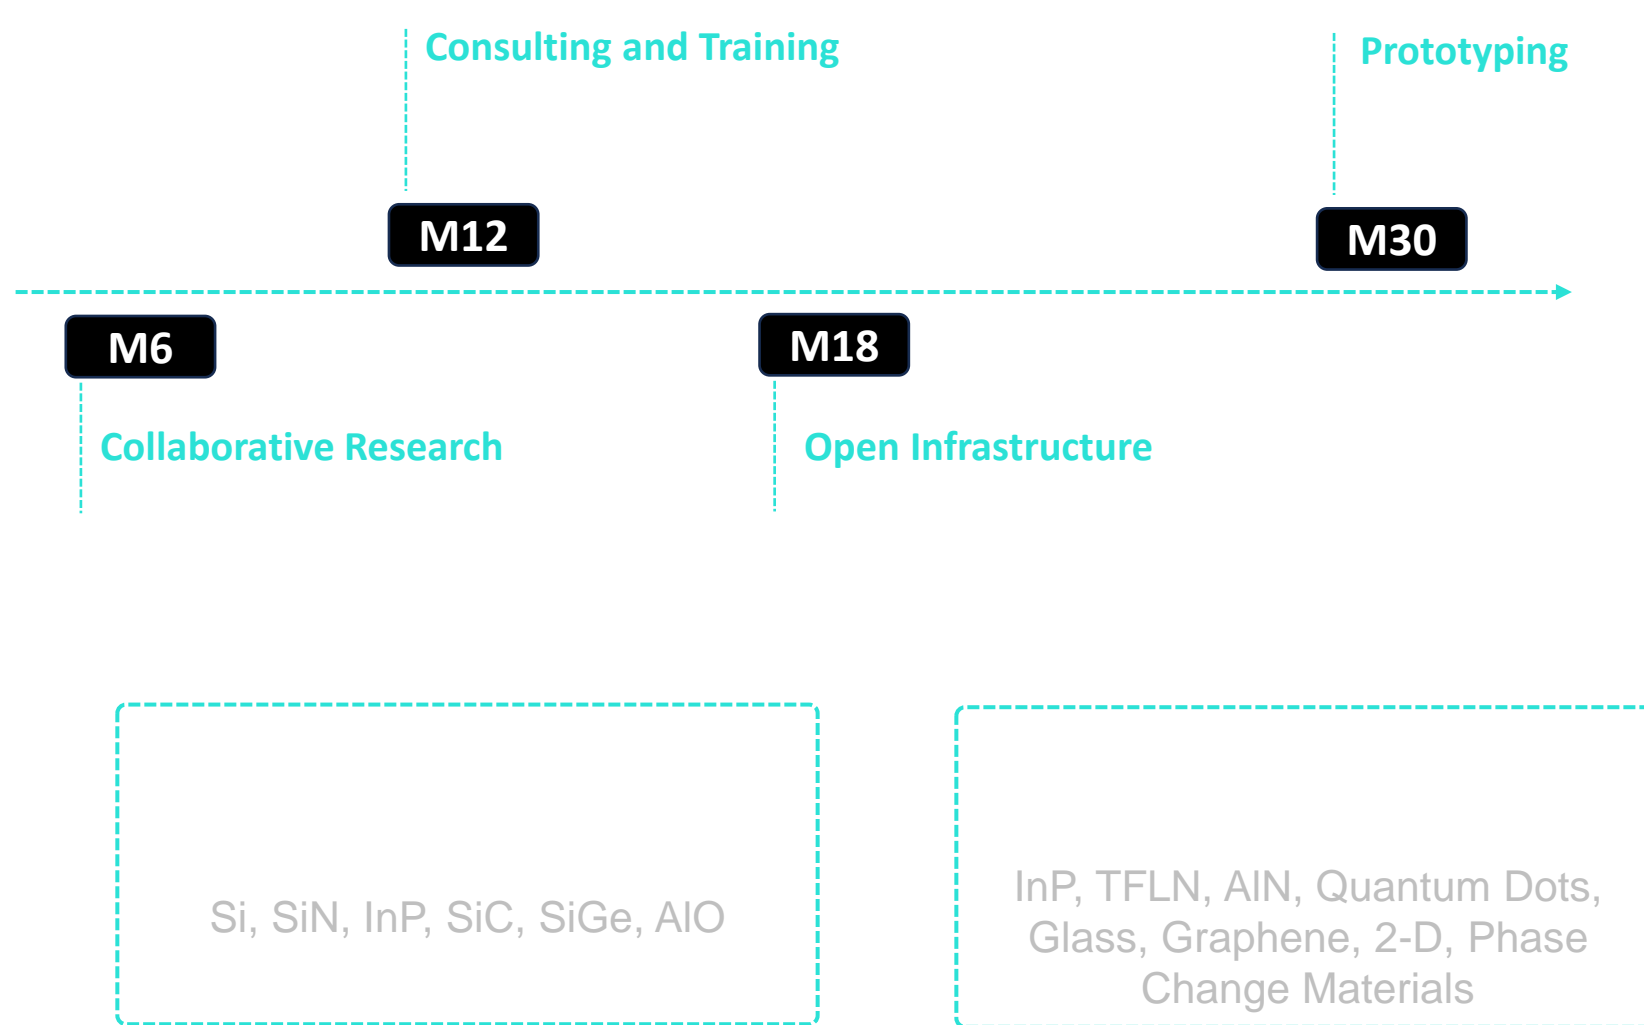 Consulting and Training
Prototyping
M12
M30
M6
M18
Collaborative Research
Open Infrastructure
Si, SiN, InP, SiC, SiGe, AlO
InP, TFLN, AlN, Quantum Dots,
Glass, Graphene, 2-D, Phase
Change Materials